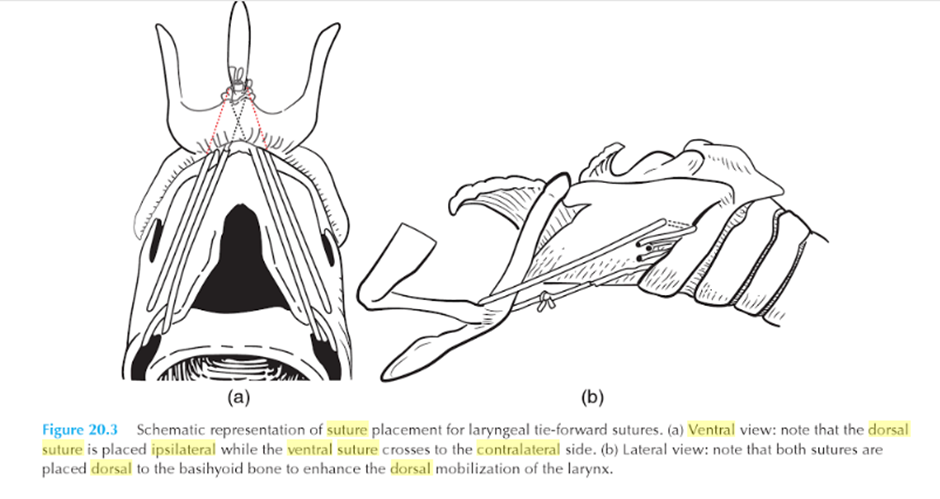 (a)
(b)
Figure 20.3 Schematic representation of suture placement for laryngeal tie-forward sutures. (a) Ventral view: note that the dorsal
suture is placed ipsilateral while the ventral suture crosses to the contralateral side. (b) Lateral view: note that both sutures are
placed dorsal to the basihyoid bone to enhance the dorsal mobilization of the larynx.